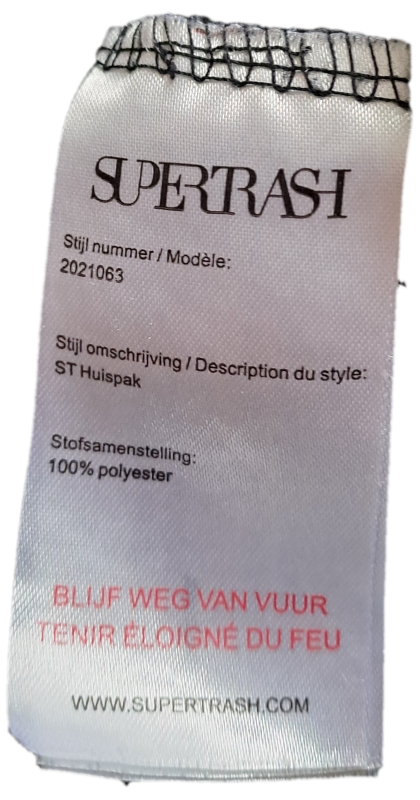 SUPERTRASH
Stijl nummer / Modèle:
2021063
Stijl omschrijving / Description du style:
ST Huispak
Stofsamenstelling:
100% polyester
BLIJF WEG VAN VUUR
TENIR ÉLOIGNÉ DU FEU
WWW.SUPERTRASH.COM